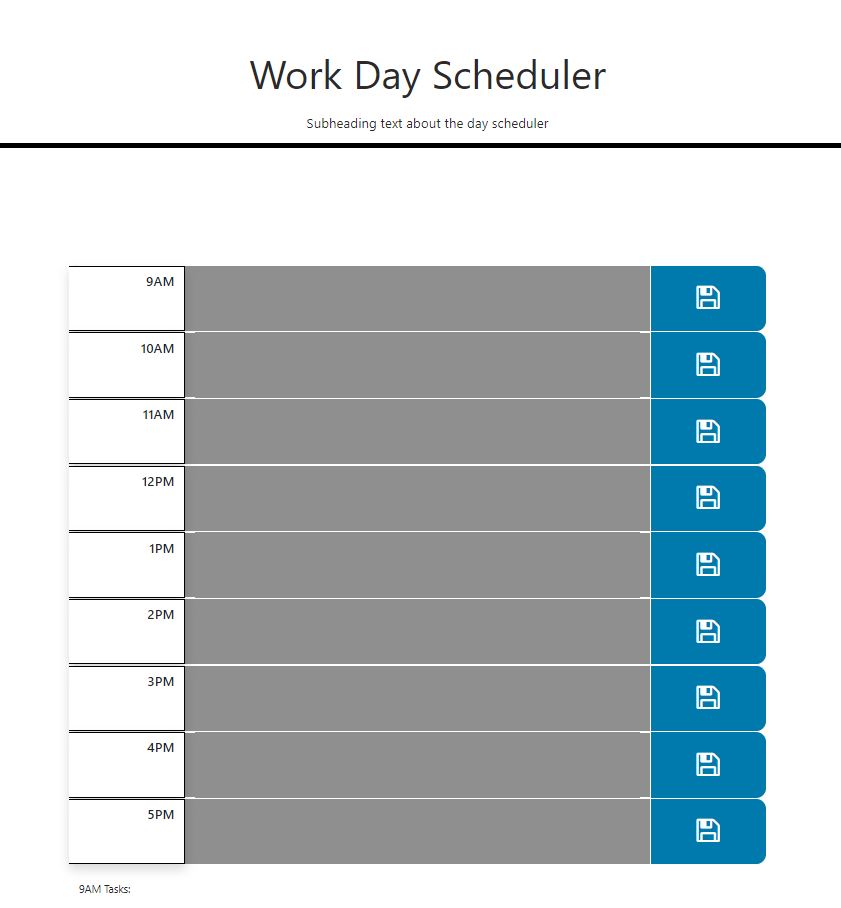 Work Day Scheduler
Subheading text about the day scheduler
9AM
10AM
11AM
12PM
1PM
2PM
3PM
4PM
5PM
9AM Tasks: